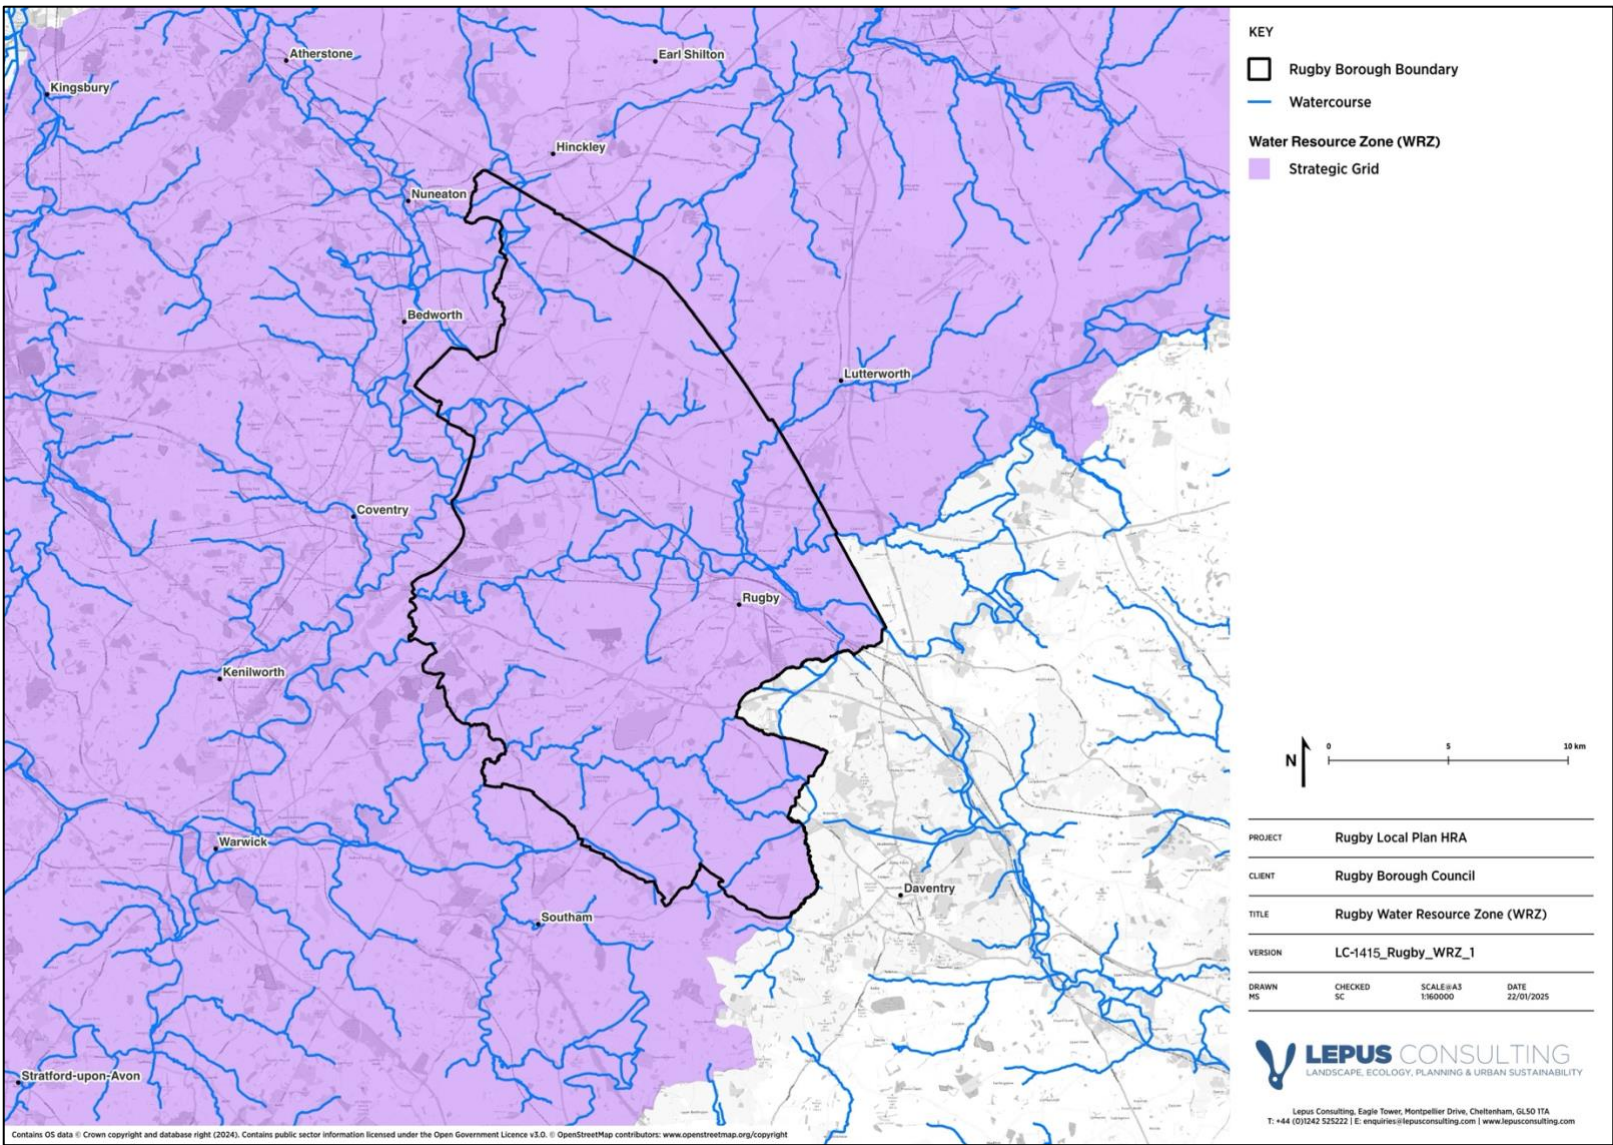 Atherstone
Earl Shilton
Kingsbury
Hinckley
Nuneaton
Bedworth
Lutterworth
Coventry
Rugby
Kenilworth
Warwick
Daventry
Southam
Stratford-upon-Avon
Contains OS data © Crown copyright and database right (2024). Contains public sector information licensed under the Open Government Licence v3.0. © OpenStreetMap contributors: www.openstreetmap.org/copyright
KEY
Rugby Borough Boundary
Watercourse
Water Resource Zone (WRZ)
Strategic Grid
N
0 5 10 km
PROJECT Rugby Local Plan HRA
CLIENT Rugby Borough Council
TITLE Rugby Water Resource Zone (WRZ)
VERSION LC-1415_Rugby_WRZ_1
DRAWN CHECKED SCALE@A3 DATE
MS SC 1:160000 22/01/2025
LEPUS CONSULTING
LANDSCAPE, ECOLOGY, PLANNING & URBAN SUSTAINABILITY
Lepus Consulting, Eagle Tower, Montpellier Drive, Cheltenham, GL50 1TA
T: +44 (0)1242 525222 | E: enquiries@lepusconsulting.com | www.lepusconsulting.com